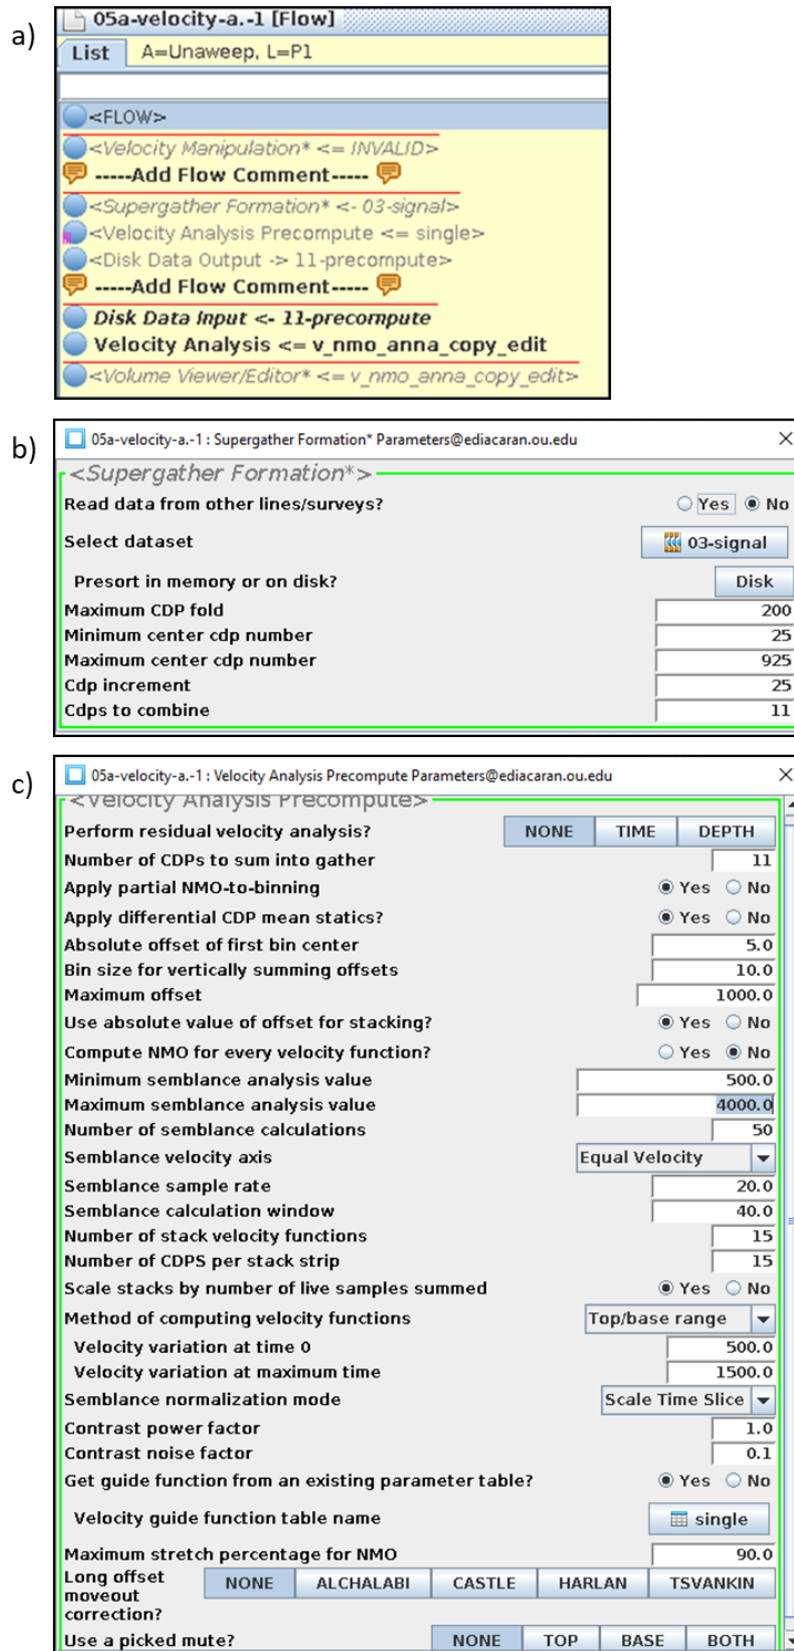 a)
05a-velocity-a.-1 [Flow]
List A=Unaweep, L=P1
<FLOW>
<Velocity Manipulation* <= INVALID>
-----Add Flow Comment-----
<Supergather Formation* <- 03-signal>
<Velocity Analysis Precompute <= single>
<Disk Data Output -> 11-precompute>
-----Add Flow Comment-----
Disk Data Input <- 11-precompute
Velocity Analysis <= v_nmo_anna_copy_edit
<Volume Viewer/Editor* <= v_nmo_anna_copy_edit>
b)
05a-velocity-a.-1 : Supergather Formation* Parameters@ediacaran.ou.edu
<Supergather Formation*>
Read data from other lines/surveys? Yes No
Select dataset 03-signal
Presort in memory or on disk? Disk
Maximum CDP fold 200
Minimum center cdp number 25
Maximum center cdp number 925
Cdp increment 25
Cdps to combine 11
c)
05a-velocity-a.-1 : Velocity Analysis Precompute Parameters@ediacaran.ou.edu
<Velocity Analysis Precompute>
Perform residual velocity analysis? NONE TIME DEPTH
Number of CDPs to sum into gather 11
Apply partial NMO-to-binning Yes No
Apply differential CDP mean statics? Yes No
Absolute offset of first bin center 5.0
Bin size for vertically summing offsets 10.0
Maximum offset 1000.0
Use absolute value of offset for stacking? Yes No
Compute NMO for every velocity function? Yes No
Minimum semblance analysis value 500.0
Maximum semblance analysis value 4000.0
Number of semblance calculations 50
Semblance velocity axis Equal Velocity
Semblance sample rate 20.0
Semblance calculation window 40.0
Number of stack velocity functions 15
Number of CDPS per stack strip 15
Scale stacks by number of live samples summed Yes No
Method of computing velocity functions Top/base range
Velocity variation at time 0 500.0
Velocity variation at maximum time 1500.0
Semblance normalization mode Scale Time Slice
Contrast power factor 1.0
Contrast noise factor 0.1
Get guide function from an existing parameter table? Yes No
Velocity guide function table name single
Maximum stretch percentage for NMO 90.0
Long offset moveout correction? NONE ALCHALABI CASTLE HARLAN TSVANKIN
Use a picked mute? NONE TOP BASE BOTH